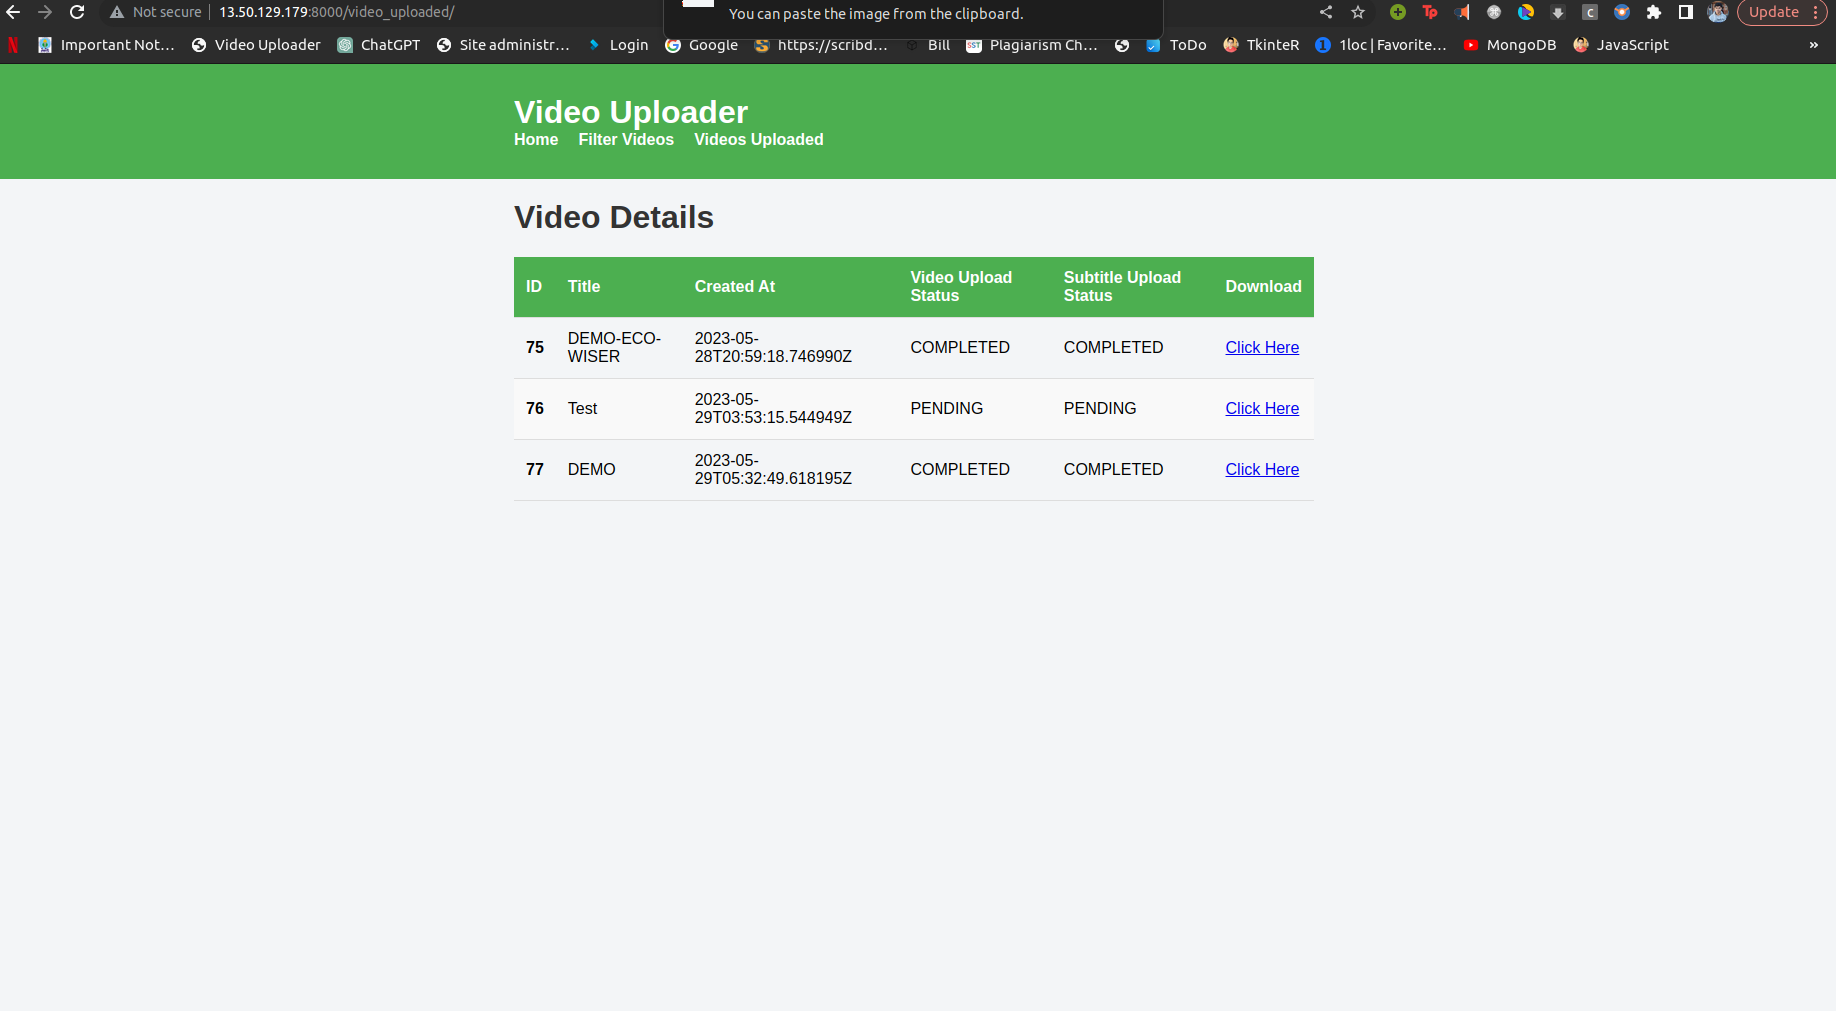 Not secure 13.50.129.179:8000/video_uploaded/
You can paste the image from the clipboard.
Tp
C
Update
N Important Not… Video Uploader ChatGPT Site administr… Login Google https://scribd… Bill SST Plagiarism Ch… ToDo TkinteR 1 1loc | Favorite… MongoDB JavaScript »
Video Uploader
Home Filter Videos Videos Uploaded
Video Details
ID Title Created At Video Upload Status Subtitle Upload Status Download
75 DEMO-ECO-WISER 2023-05-28T20:59:18.746990Z COMPLETED COMPLETED Click Here
76 Test 2023-05-29T03:53:15.544949Z PENDING PENDING Click Here
77 DEMO 2023-05-29T05:32:49.618195Z COMPLETED COMPLETED Click Here